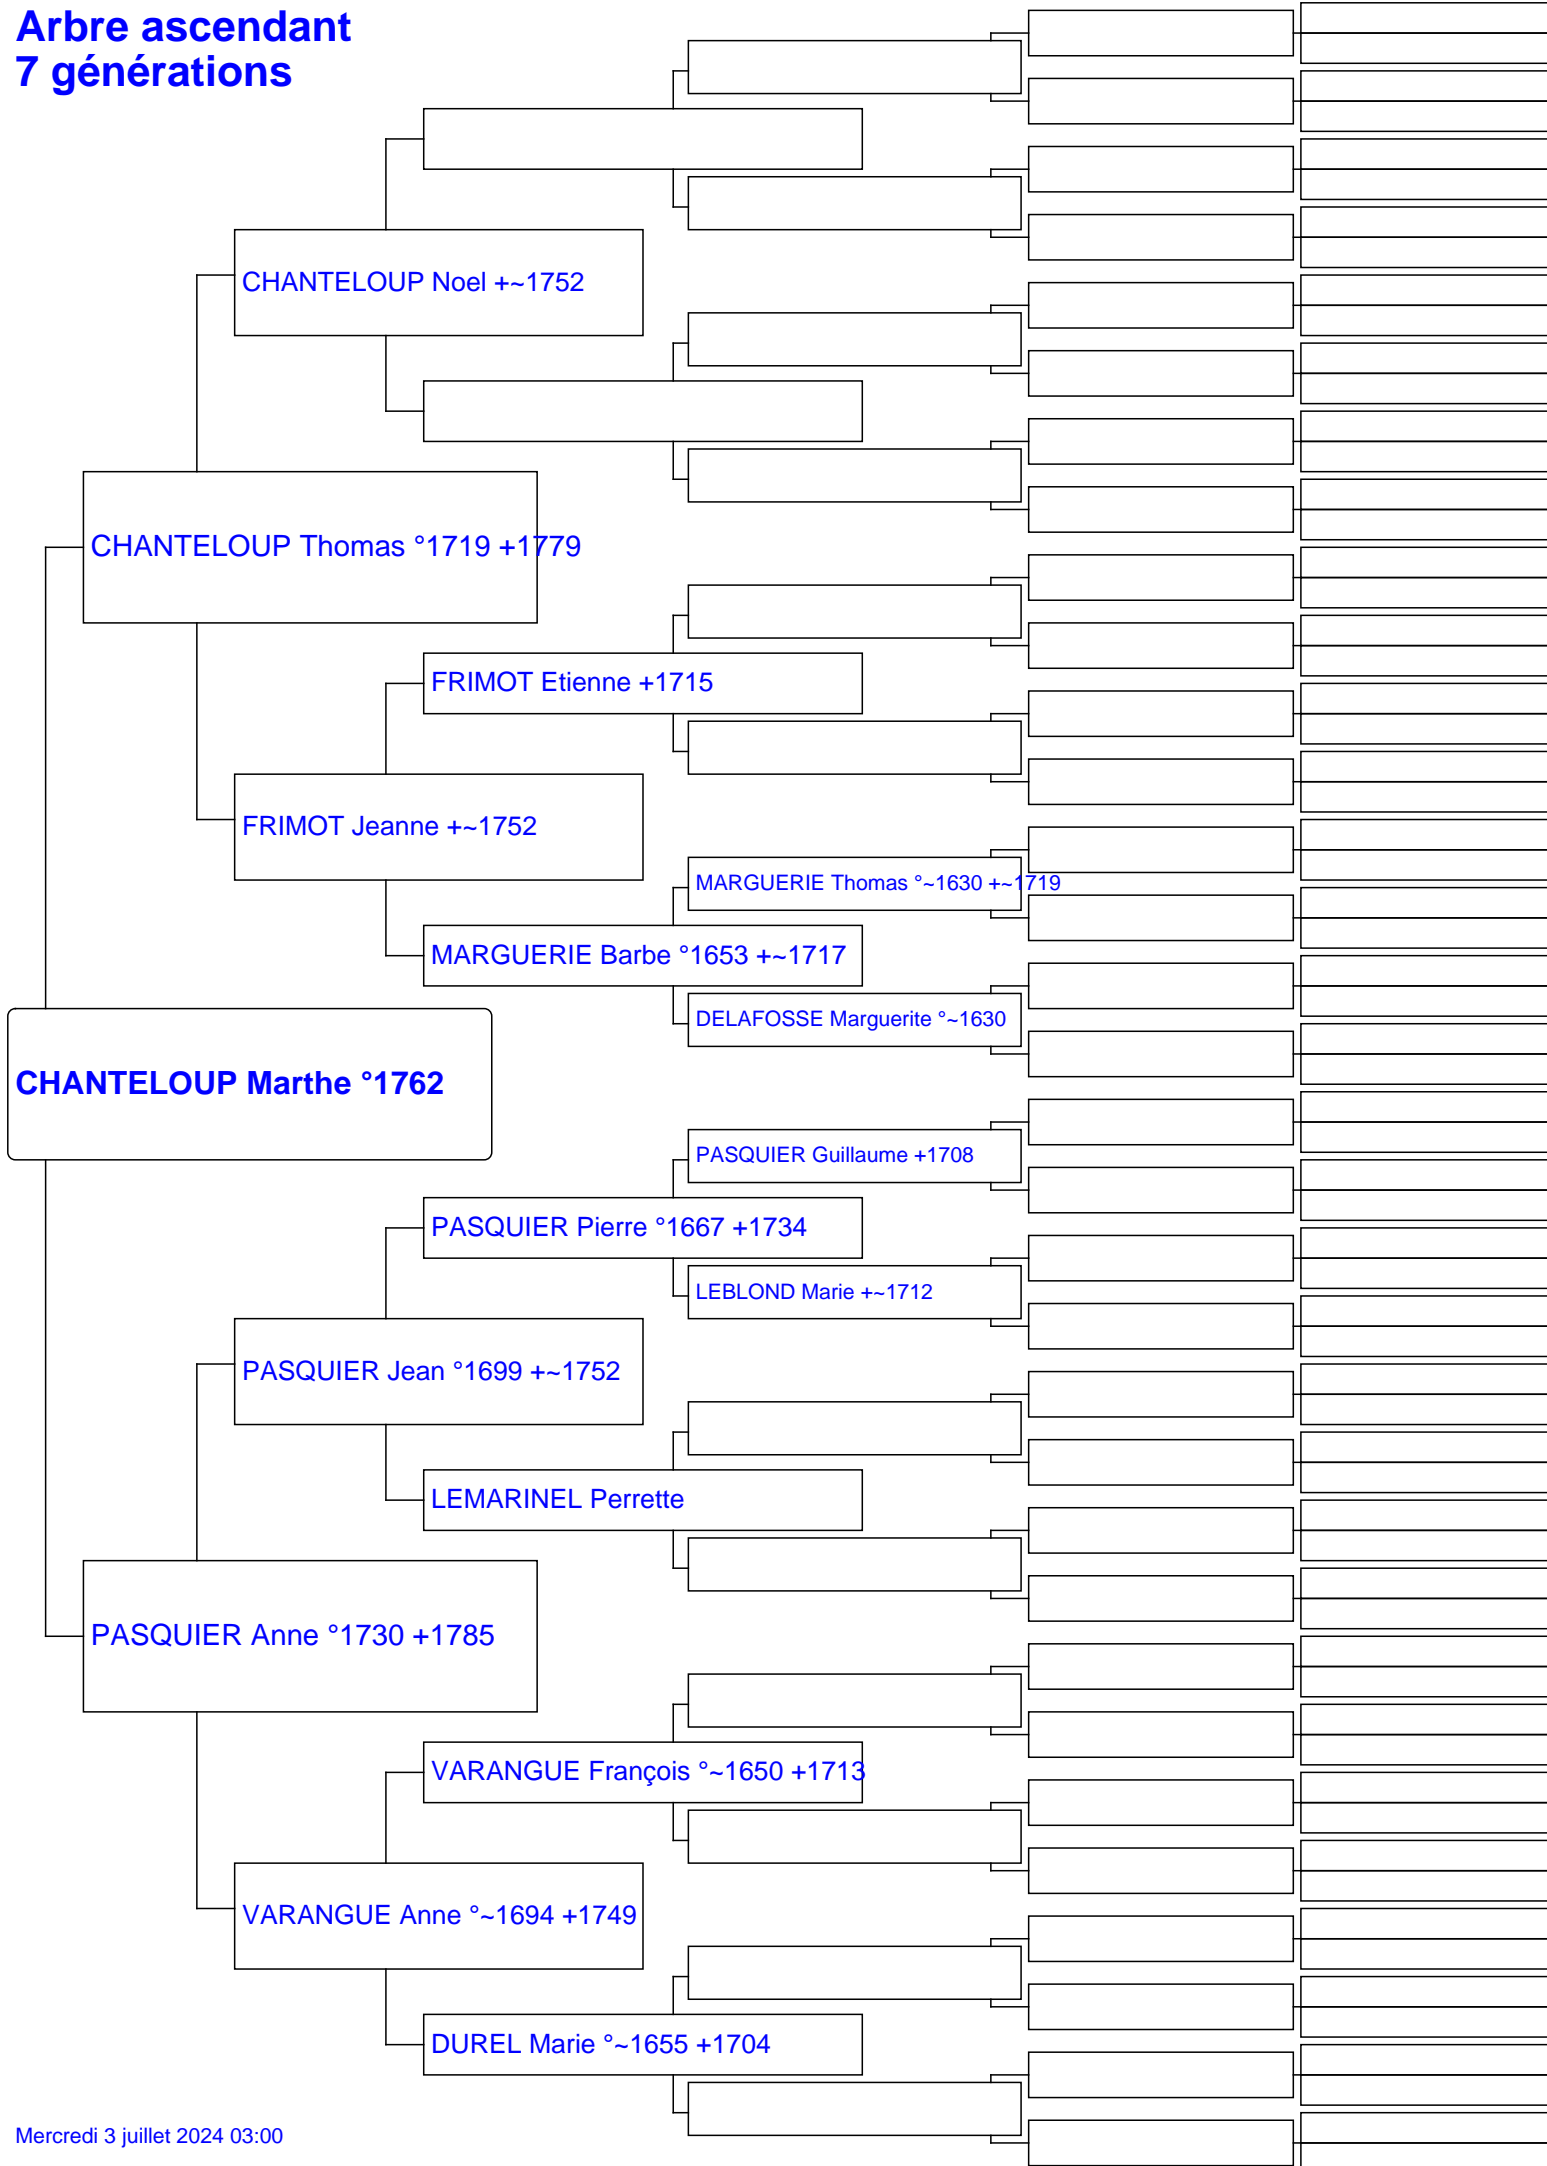 Arbre ascendant
7 générations
CHANTELOUP Noel +~1752
CHANTELOUP Thomas °1719 +1779
FRIMOT Etienne +1715
FRIMOT Jeanne +~1752
MARGUERIE Thomas °~1630 +~1719
MARGUERIE Barbe °1653 +~1717
DELAFOSSE Marguerite °~1630
CHANTELOUP Marthe °1762
PASQUIER Guillaume +1708
PASQUIER Pierre °1667 +1734
LEBLOND Marie +~1712
PASQUIER Jean °1699 +~1752
LEMARINEL Perrette
PASQUIER Anne °1730 +1785
VARANGUE François °~1650 +1713
VARANGUE Anne °~1694 +1749
DUREL Marie °~1655 +1704
Mercredi 3 juillet 2024 03:00